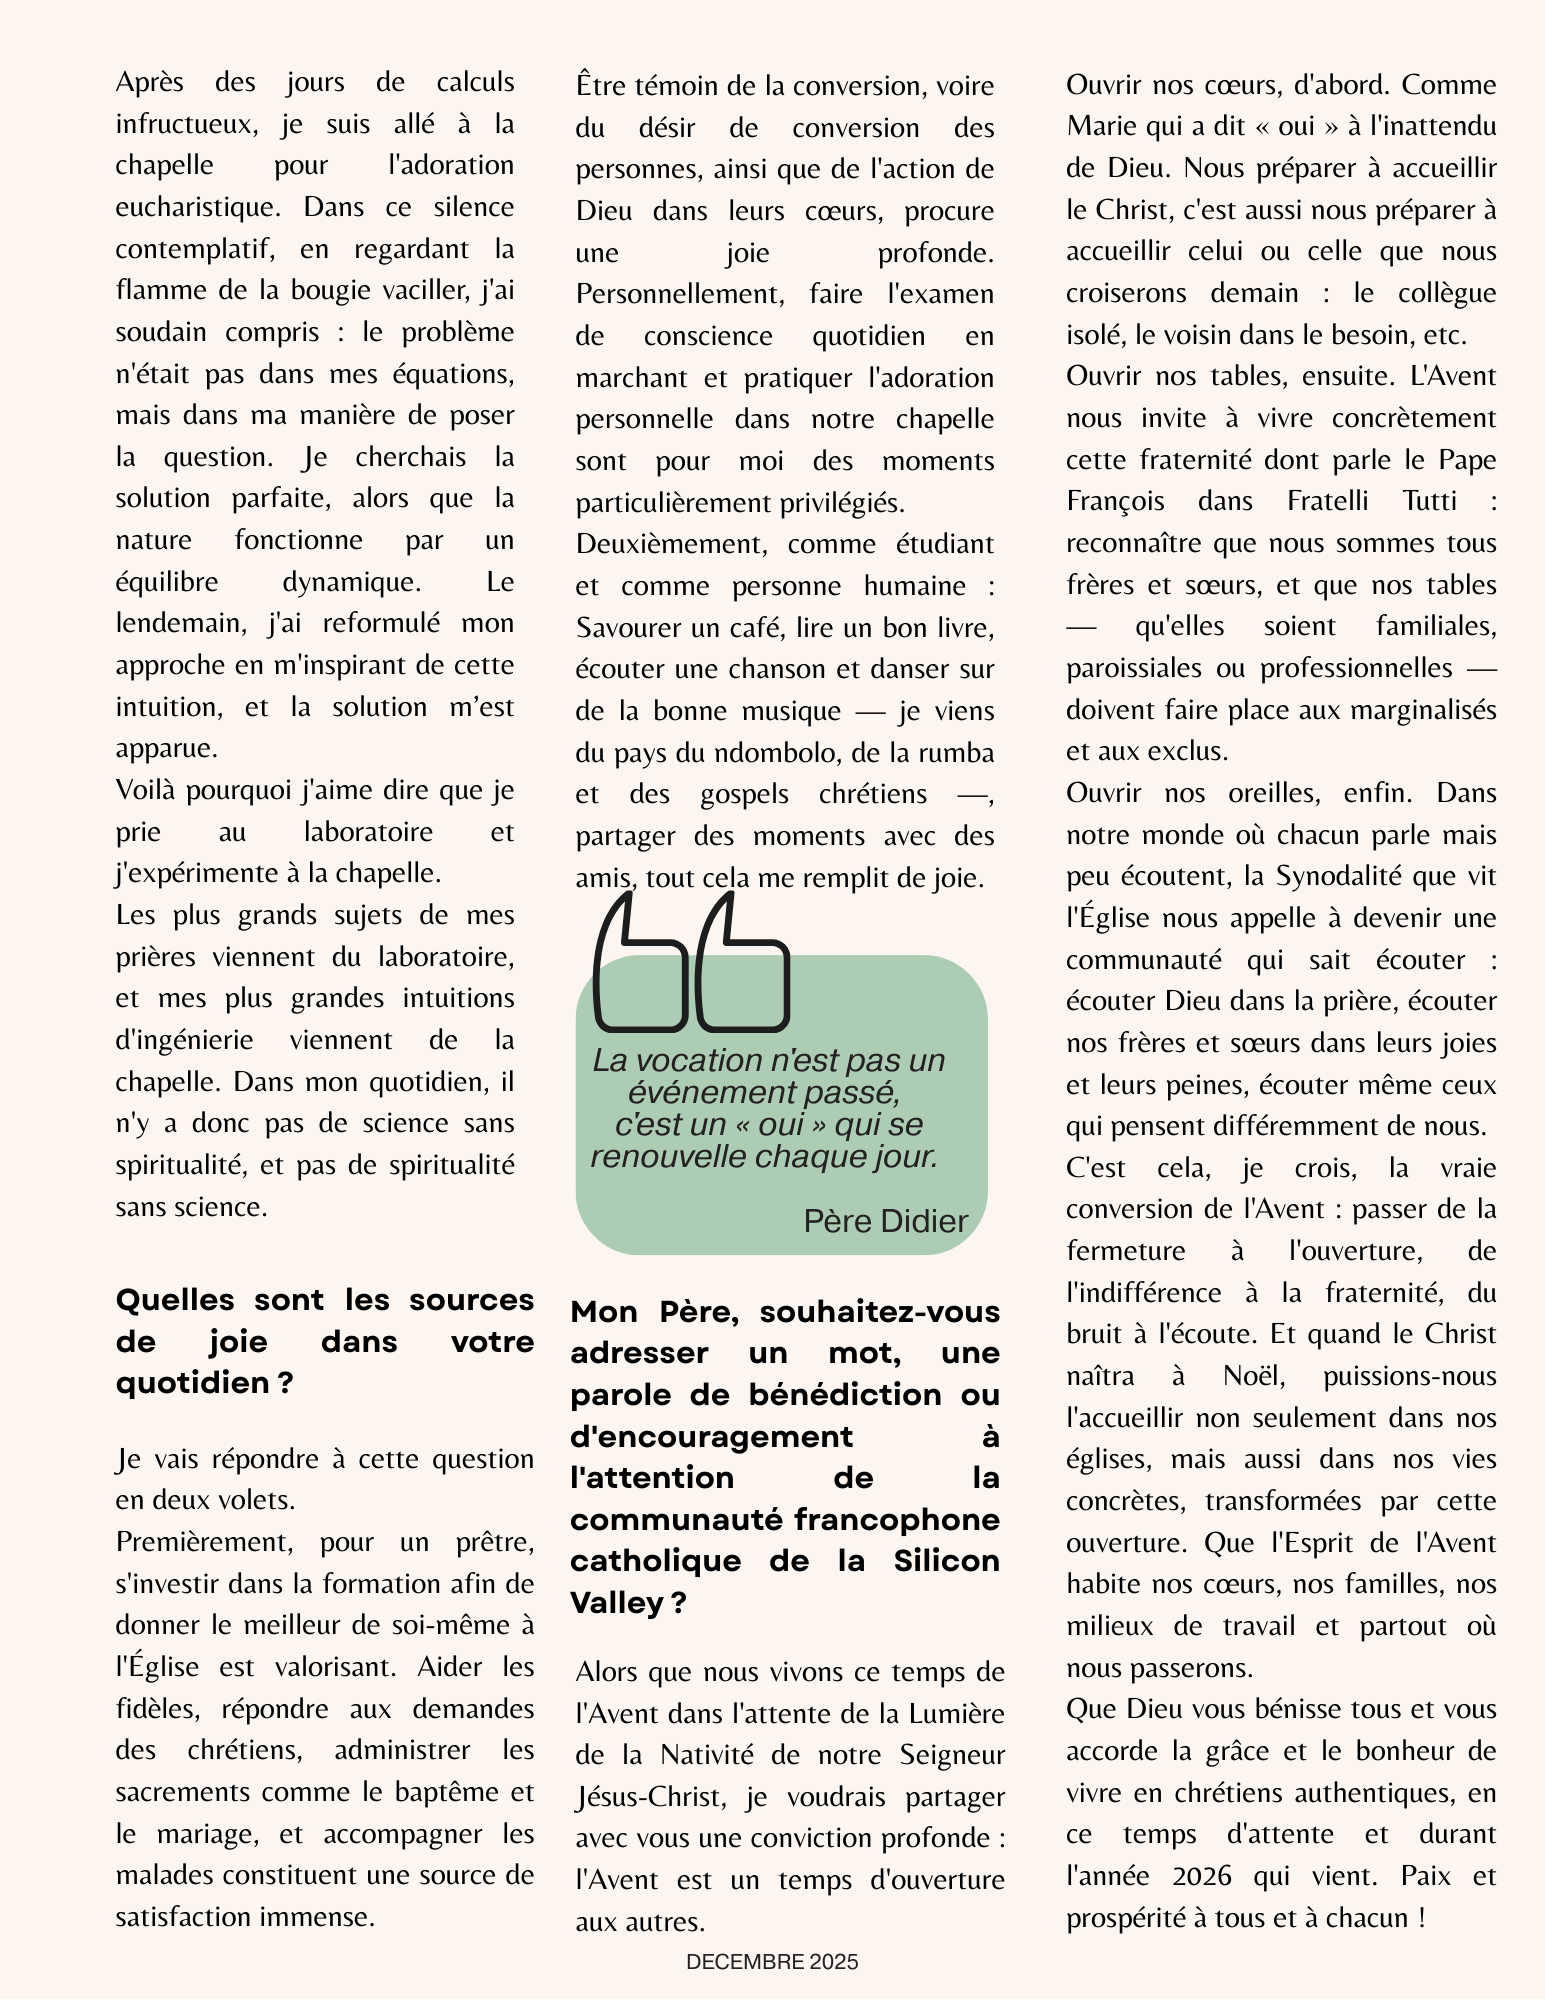 Après des jours de calculs
infructueux, je suis allé à la
chapelle pour l'adoration
eucharistique. Dans ce silence
contemplatif, en regardant la
flamme de la bougie vaciller, j'ai
soudain compris : le problème
n'était pas dans mes équations,
mais dans ma manière de poser
la question. Je cherchais la
solution parfaite, alors que la
nature fonctionne par un
équilibre dynamique. Le
lendemain, j'ai reformulé mon
approche en m'inspirant de cette
intuition, et la solution m’est
apparue.
Voilà pourquoi j'aime dire que je
prie au laboratoire et
j'expérimente à la chapelle.
Les plus grands sujets de mes
prières viennent du laboratoire,
et mes plus grandes intuitions
d'ingénierie viennent de la
chapelle. Dans mon quotidien, il
n'y a donc pas de science sans
spiritualité, et pas de spiritualité
sans science.
Quelles sont les sources
de joie dans votre
quotidien ?
Je vais répondre à cette question
en deux volets.
Premièrement, pour un prêtre,
s'investir dans la formation afin de
donner le meilleur de soi-même à
l'Église est valorisant. Aider les
fidèles, répondre aux demandes
des chrétiens, administrer les
sacrements comme le baptême et
le mariage, et accompagner les
malades constituent une source de
satisfaction immense.
Être témoin de la conversion, voire
du désir de conversion des
personnes, ainsi que de l'action de
Dieu dans leurs cœurs, procure
une joie profonde.
Personnellement, faire l'examen
de conscience quotidien en
marchant et pratiquer l'adoration
personnelle dans notre chapelle
sont pour moi des moments
particulièrement privilégiés.
Deuxièmement, comme étudiant
et comme personne humaine :
Savourer un café, lire un bon livre,
écouter une chanson et danser sur
de la bonne musique — je viens
du pays du ndombolo, de la rumba
et des gospels chrétiens —,
partager des moments avec des
amis, tout cela me remplit de joie.
La vocation n'est pas un
événement passé,
c'est un « oui » qui se
renouvelle chaque jour.
Père Didier
Mon Père, souhaitez-vous
adresser un mot, une
parole de bénédiction ou
d'encouragement à
l'attention de la
communauté francophone
catholique de la Silicon
Valley ?
Alors que nous vivons ce temps de
l'Avent dans l'attente de la Lumière
de la Nativité de notre Seigneur
Jésus-Christ, je voudrais partager
avec vous une conviction profonde :
l'Avent est un temps d'ouverture
aux autres.
Ouvrir nos cœurs, d'abord. Comme
Marie qui a dit « oui » à l'inattendu
de Dieu. Nous préparer à accueillir
le Christ, c'est aussi nous préparer à
accueillir celui ou celle que nous
croiserons demain : le collègue
isolé, le voisin dans le besoin, etc.
Ouvrir nos tables, ensuite. L'Avent
nous invite à vivre concrètement
cette fraternité dont parle le Pape
François dans Fratelli Tutti :
reconnaître que nous sommes tous
frères et sœurs, et que nos tables
— qu'elles soient familiales,
paroissiales ou professionnelles —
doivent faire place aux marginalisés
et aux exclus.
Ouvrir nos oreilles, enfin. Dans
notre monde où chacun parle mais
peu écoutent, la Synodalité que vit
l'Église nous appelle à devenir une
communauté qui sait écouter :
écouter Dieu dans la prière, écouter
nos frères et sœurs dans leurs joies
et leurs peines, écouter même ceux
qui pensent différemment de nous.
C'est cela, je crois, la vraie
conversion de l'Avent : passer de la
fermeture à l'ouverture, de
l'indifférence à la fraternité, du
bruit à l'écoute. Et quand le Christ
naîtra à Noël, puissions-nous
l'accueillir non seulement dans nos
églises, mais aussi dans nos vies
concrètes, transformées par cette
ouverture. Que l'Esprit de l'Avent
habite nos cœurs, nos familles, nos
milieux de travail et partout où
nous passerons.
Que Dieu vous bénisse tous et vous
accorde la grâce et le bonheur de
vivre en chrétiens authentiques, en
ce temps d'attente et durant
l'année 2026 qui vient. Paix et
prospérité à tous et à chacun !
DECEMBRE 2025